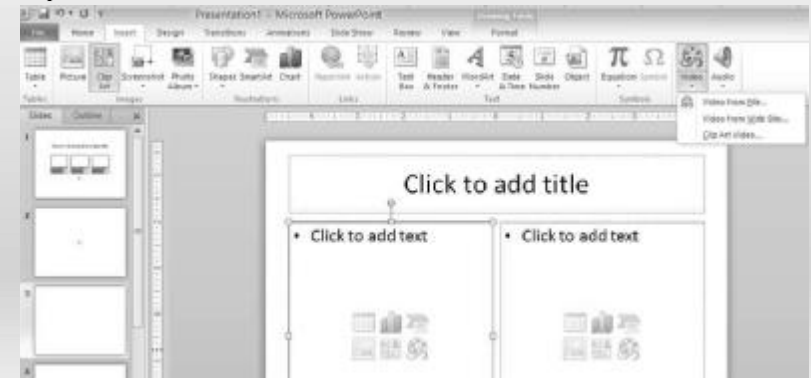 Presentation1 - Microsoft PowerPoint
File Home Insert Design Transitions Animations Slide Show Review View Format
Table Picture Clip Art Screenshot Photo Album Shapes SmartArt Chart Hyperlink Action Text Box Header & Footer WordArt Date & Time Slide Number Object Equation Symbol Video Audio
Tables Images Illustrations Links Text Symbols
Video from File...
Video from Web Site...
Clip Art Video...
Slides Outline
Click to add title
• Click to add text
• Click to add text